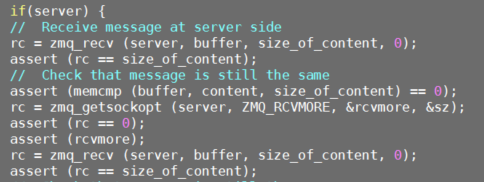 if(server) {
//  Receive message at server side
rc = zmq_recv (server, buffer, size_of_content, 0);
assert (rc == size_of_content);
//  Check that message is still the same
assert (memcmp (buffer, content, size_of_content) == 0);
rc = zmq_getsockopt (server, ZMQ_RCVMORE, &rcvmore, &sz);
assert (rc == 0);
assert (rcvmore);
rc = zmq_recv (server, buffer, size_of_content, 0);
assert (rc == size_of_content);